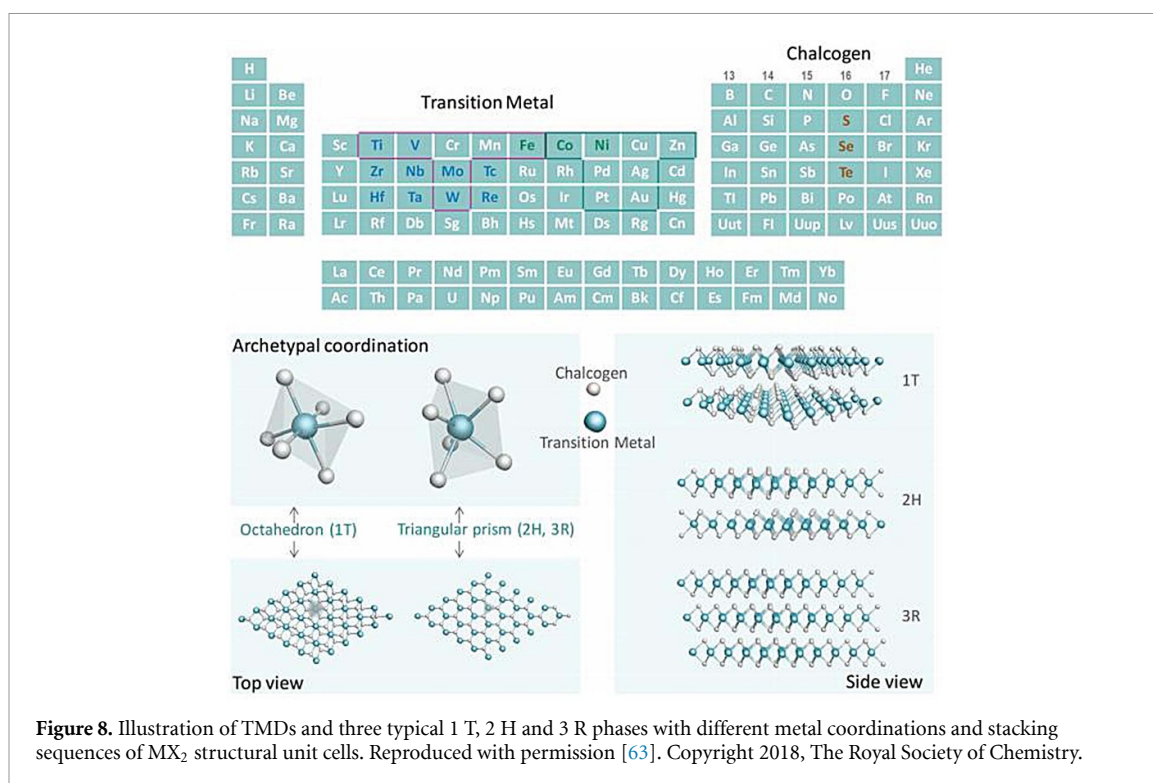 Chalcogen
13 14 15 16 17
H He
Li Be B C N O F Ne
Transition Metal
Na Mg Al Si P S Cl Ar
K Ca Sc Ti V Cr Mn Fe Co Ni Cu Zn Ga Ge As Se Br Kr
Rb Sr Y Zr Nb Mo Tc Ru Rh Pd Ag Cd In Sn Sb Te I Xe
Cs Ba Lu Hf Ta W Re Os Ir Pt Au Hg Tl Pb Bi Po At Rn
Fr Ra Lr Rf Db Sg Bh Hs Mt Ds Rg Cn Uut Fl Uup Lv Uus Uuo
La Ce Pr Nd Pm Sm Eu Gd Tb Dy Ho Er Tm Yb
Ac Th Pa U Np Pu Am Cm Bk Cf Es Fm Md No
Archetypal coordination
Chalcogen
Transition Metal
Octahedron (1T)
Triangular prism (2H, 3R)
Top view
1T
2H
3R
Side view
Figure 8. Illustration of TMDs and three typical 1 T, 2 H and 3 R phases with different metal coordinations and stacking
sequences of MX₂ structural unit cells. Reproduced with permission [63]. Copyright 2018, The Royal Society of Chemistry.